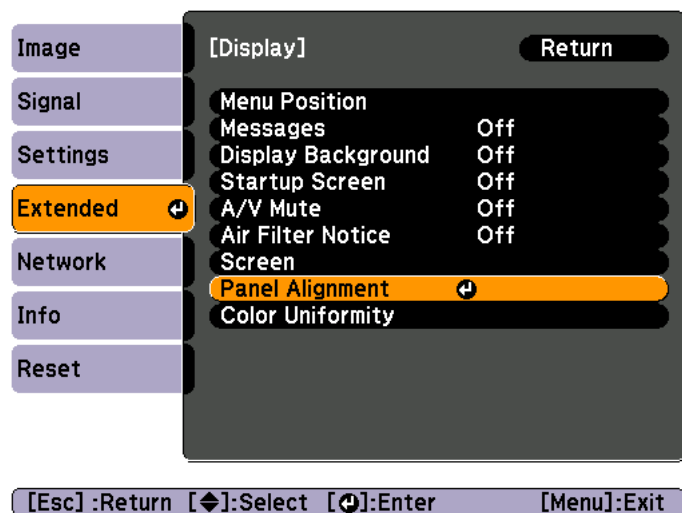 Image
Signal
Settings
Extended
Network
Info
Reset
[Display] Return
Menu Position
Messages Off
Display Background Off
Startup Screen Off
A/V Mute Off
Air Filter Notice Off
Screen
Panel Alignment
Color Uniformity
[Esc] :Return [◆]:Select [↵]:Enter [Menu]:Exit